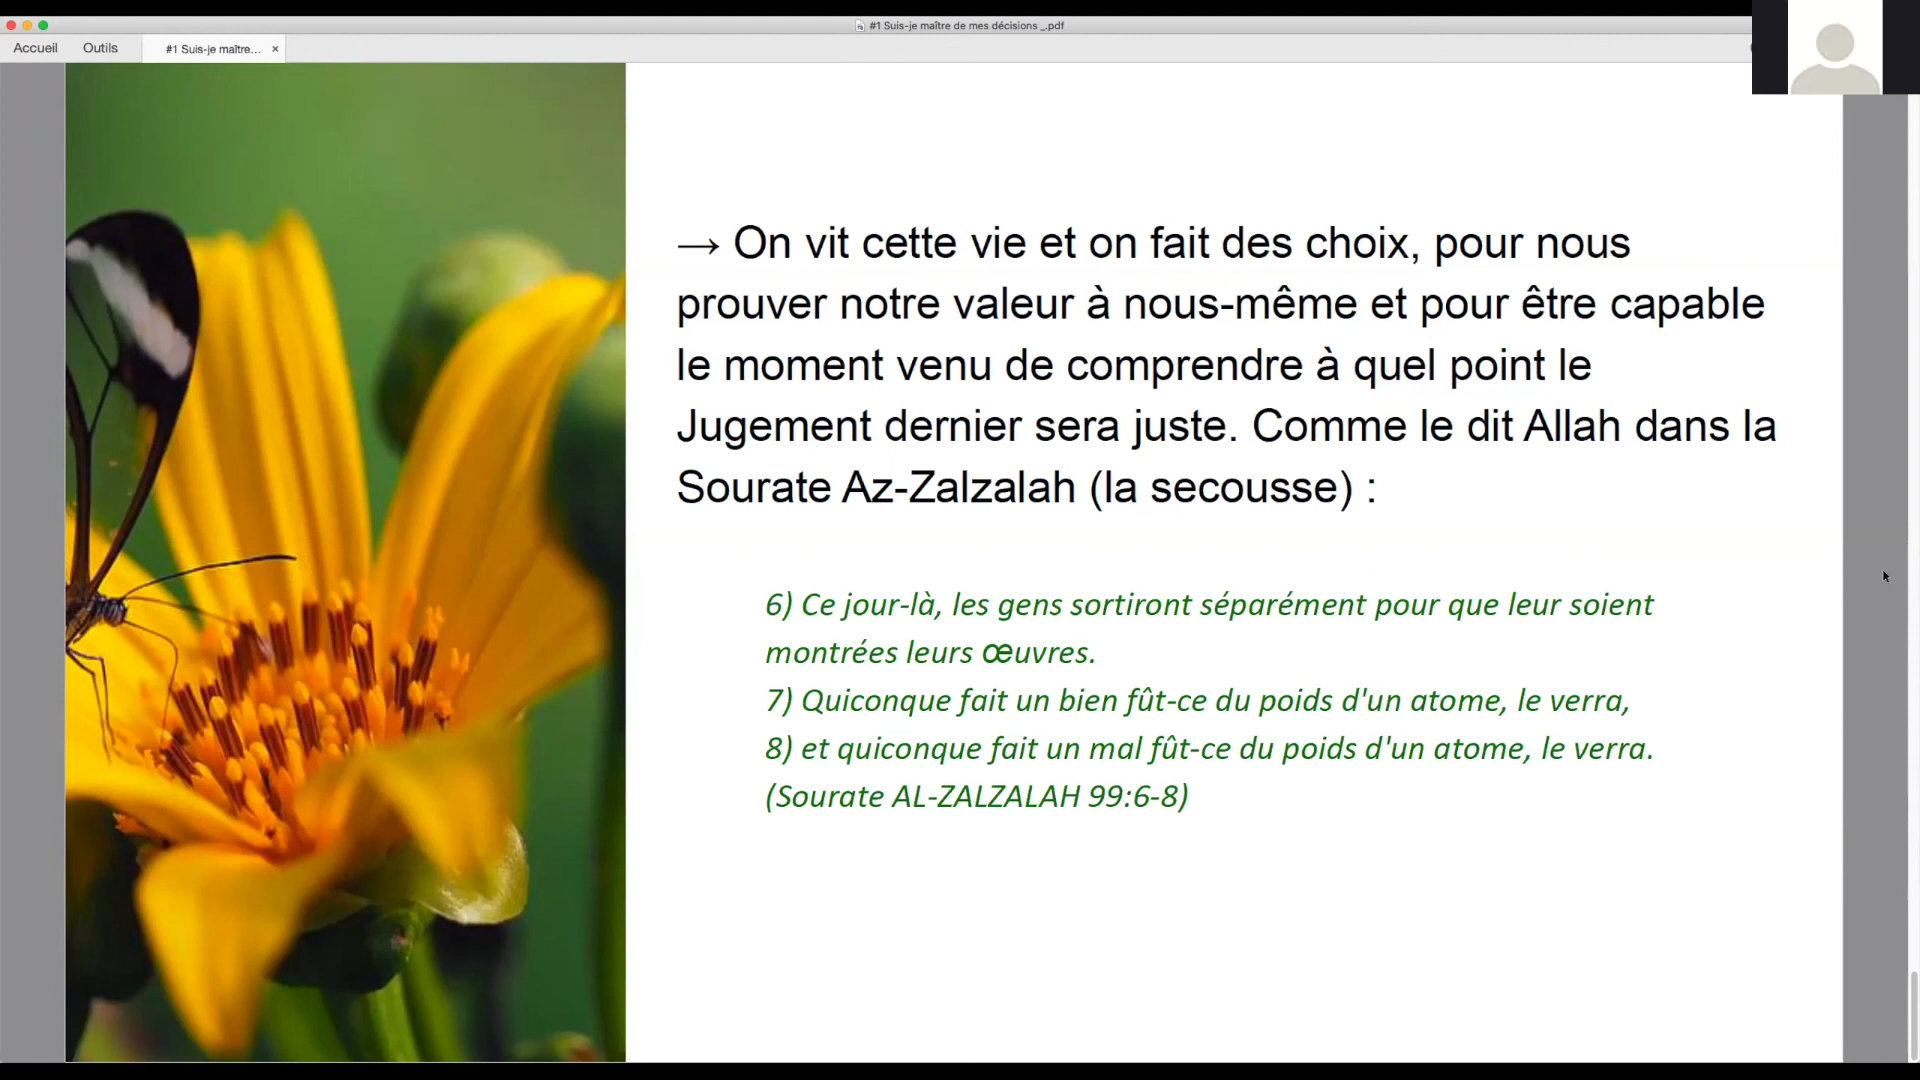 #1 Suis-je maître de mes décisions _.pdf
Accueil Outils #1 Suis-je maître... ×
→ On vit cette vie et on fait des choix, pour nous
prouver notre valeur à nous-même et pour être capable
le moment venu de comprendre à quel point le
Jugement dernier sera juste. Comme le dit Allah dans la
Sourate Az-Zalzalah (la secousse) :
6) Ce jour-là, les gens sortiront séparément pour que leur soient
montrées leurs œuvres.
7) Quiconque fait un bien fût-ce du poids d'un atome, le verra,
8) et quiconque fait un mal fût-ce du poids d'un atome, le verra.
(Sourate AL-ZALZALAH 99:6-8)